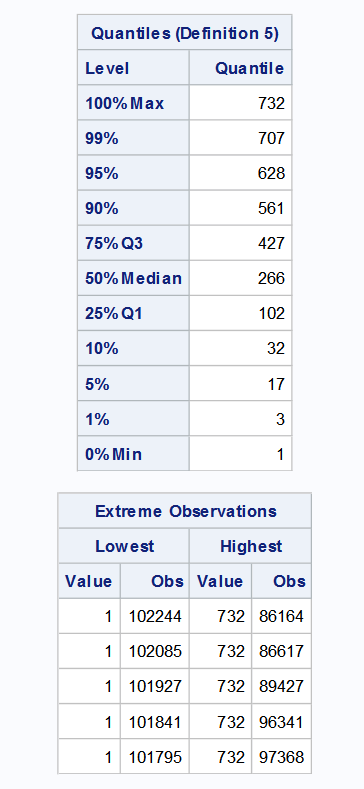 Quantiles (Definition 5)
Level Quantile
100% Max 732
99% 707
95% 628
90% 561
75% Q3 427
50% Median 266
25% Q1 102
10% 32
5% 17
1% 3
0% Min 1
Extreme Observations
Lowest Highest
Value Obs Value Obs
1 102244 732 86164
1 102085 732 86617
1 101927 732 89427
1 101841 732 96341
1 101795 732 97368